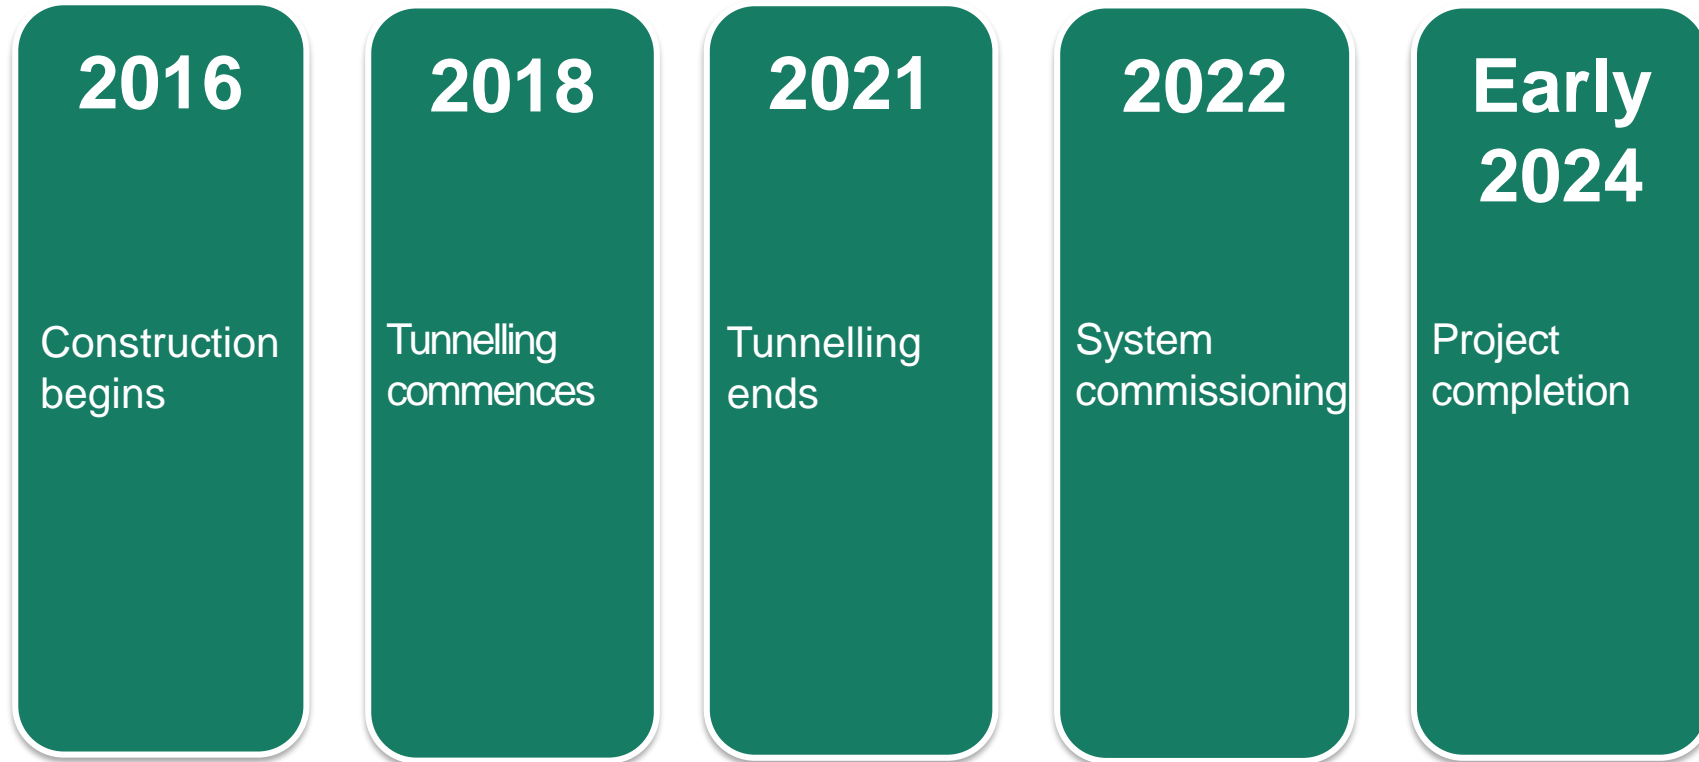 2016
Construction
begins
2018
Tunnelling
commences
2021
Tunnelling
ends
2022
System
commissioning
Early
2024
Project
completion